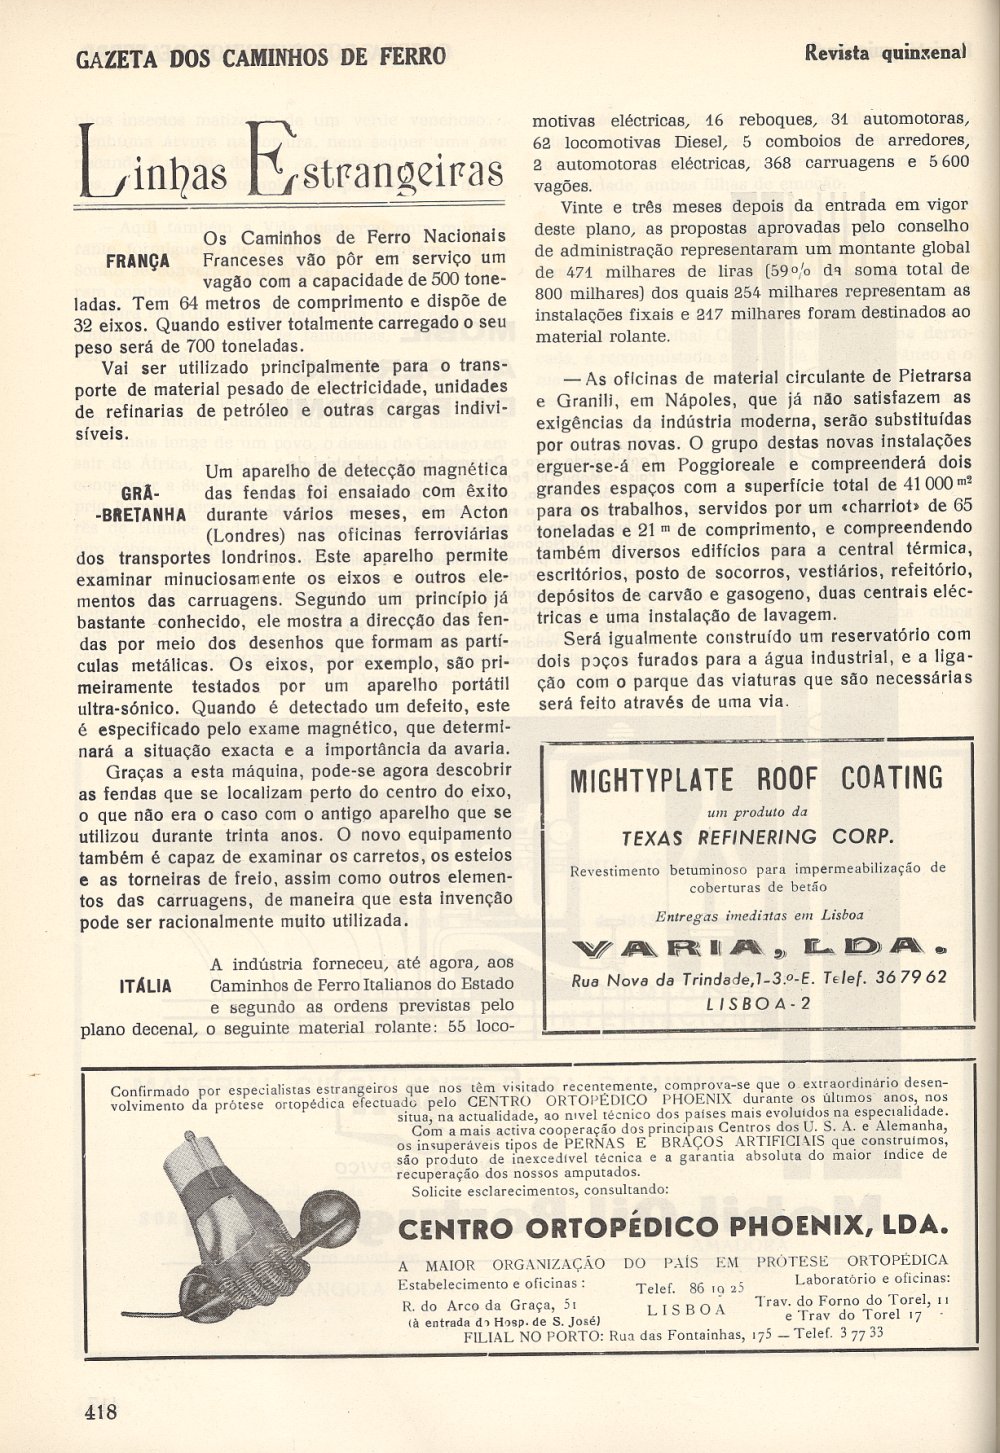 GAZETA DOS CAMINHOS DE FERRO
Revista quinzenal
Linhas Estrangeiras
FRANÇA
Os Caminhos de Ferro Nacionais
Franceses vão pôr em serviço um
vagão com a capacidade de 500 tone-
ladas. Tem 64 metros de comprimento e dispõe de
32 eixos. Quando estiver totalmente carregado o seu
peso será de 700 toneladas.
Vai ser utilizado principalmente para o trans-
porte de material pesado de electricidade, unidades
de refinarias de petróleo e outras cargas indivi-
síveis.
GRÃ-
-BRETANHA
Um aparelho de detecção magnética
das fendas foi ensaiado com êxito
durante vários meses, em Acton
(Londres) nas oficinas ferroviárias
dos transportes londrinos. Este aparelho permite
examinar minuciosamente os eixos e outros ele-
mentos das carruagens. Segundo um princípio já
bastante conhecido, ele mostra a direcção das fen-
das por meio dos desenhos que formam as partí-
culas metálicas. Os eixos, por exemplo, são pri-
meiramente testados por um aparelho portátil
ultra-sónico. Quando é detectado um defeito, este
é especificado pelo exame magnético, que determi-
nará a situação exacta e a importância da avaria.
Graças a esta máquina, pode-se agora descobrir
as fendas que se localizam perto do centro do eixo,
o que não era o caso com o antigo aparelho que se
utilizou durante trinta anos. O novo equipamento
também é capaz de examinar os carretos, os esteios
e as torneiras de freio, assim como outros elemen-
tos das carruagens, de maneira que esta invenção
pode ser racionalmente muito utilizada.
ITÁLIA
A indústria forneceu, até agora, aos
Caminhos de Ferro Italianos do Estado
e segundo as ordens previstas pelo
plano decenal, o seguinte material rolante: 55 loco-
motivas eléctricas, 16 reboques, 31 automotoras,
62 locomotivas Diesel, 5 comboios de arredores,
2 automotoras eléctricas, 368 carruagens e 5 600
vagões.
Vinte e três meses depois da entrada em vigor
deste plano, as propostas aprovadas pelo conselho
de administração representaram um montante global
de 471 milhares de liras (59% da soma total de
800 milhares) dos quais 254 milhares representam as
instalações fixais e 217 milhares foram destinados ao
material rolante.
— As oficinas de material circulante de Pietrarsa
e Granili, em Nápoles, que já não satisfazem as
exigências da indústria moderna, serão substituídas
por outras novas. O grupo destas novas instalações
erguer-se-á em Poggioreale e compreenderá dois
grandes espaços com a superfície total de 41 000 m²
para os trabalhos, servidos por um «charriot» de 65
toneladas e 21 m de comprimento, e compreendendo
também diversos edifícios para a central térmica,
escritórios, posto de socorros, vestiários, refeitório,
depósitos de carvão e gasogeno, duas centrais eléc-
tricas e uma instalação de lavagem.
Será igualmente construído um reservatório com
dois poços furados para a água industrial, e a liga-
ção com o parque das viaturas que são necessárias
será feito através de uma via.
MIGHTYPLATE ROOF COATING
um produto da
TEXAS REFINERING CORP.
Revestimento betuminoso para impermeabilização de
coberturas de betão
Entregas imediatas em Lisboa
VARIA, LDA.
Rua Nova da Trindade,1-3.º-E. Telef. 36 79 62
LISBOA-2
Confirmado por especialistas estrangeiros que nos têm visitado recentemente, comprova-se que o extraordinário desen-
volvimento da prótese ortopédica efectuado pelo CENTRO ORTOPÉDICO PHOENIX durante os últimos anos, nos
situa, na actualidade, ao nível técnico dos países mais evoluídos na especialidade.
Com a mais activa cooperação dos principais Centros dos U. S. A. e Alemanha,
os insuperáveis tipos de PERNAS E BRAÇOS ARTIFICIAIS que construímos,
são produto de inexcedível técnica e a garantia absoluta do maior índice de
recuperação dos nossos amputados.
Solicite esclarecimentos, consultando:
CENTRO ORTOPÉDICO PHOENIX, LDA.
A MAIOR ORGANIZAÇÃO DO PAÍS EM PRÓTESE ORTOPÉDICA
Estabelecimento e oficinas:
R. do Arco da Graça, 51
(à entrada do Hosp. de S. José)
Telef. 86 19 25
LISBOA
Laboratório e oficinas:
Trav. do Forno do Torel, 11
e Trav do Torel 17
FILIAL NO PORTO: Rua das Fontainhas, 175 — Telef. 3 77 33
418